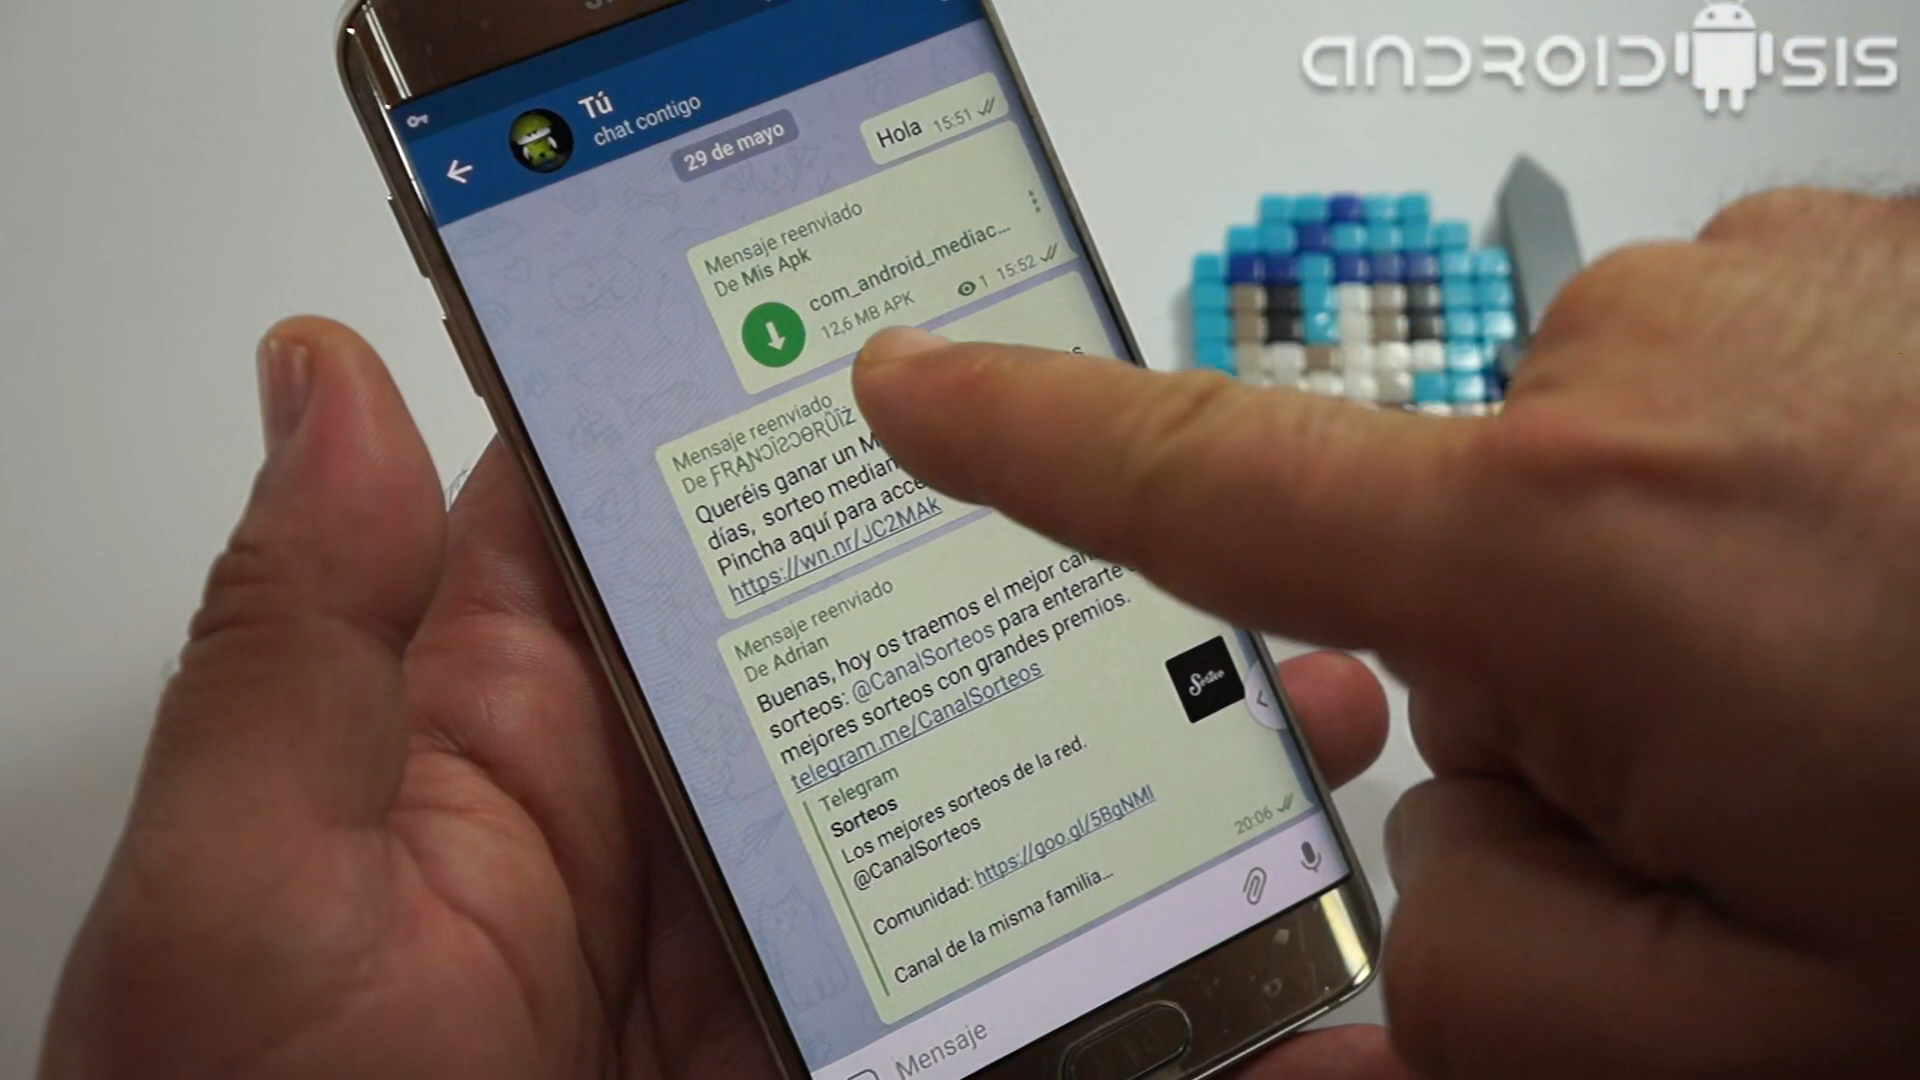 ANDROIDSIS
Tú
chat contigo
29 de mayo
Hola 15:51
Mensaje reenviado
De Mis Apk
com_android_mediac...
12,6 MB APK 1 15:52
Mensaje reenviado
De
Queréis ganar un
días, sorteo
Pincha aquí para
https://wn.nr/JC2MAk
Mensaje reenviado
De Adrian
Buenas, hoy os traemos el mejor
sorteos: @CanalSorteos para enterarte
mejores sorteos con grandes premios.
telegram.me/CanalSorteos
Telegram
Sorteos
Los mejores sorteos de la red.
@CanalSorteos
Comunidad: https://goo.gl/5BgNMl
Canal de la misma familia...
Sorteo
20:06
Mensaje